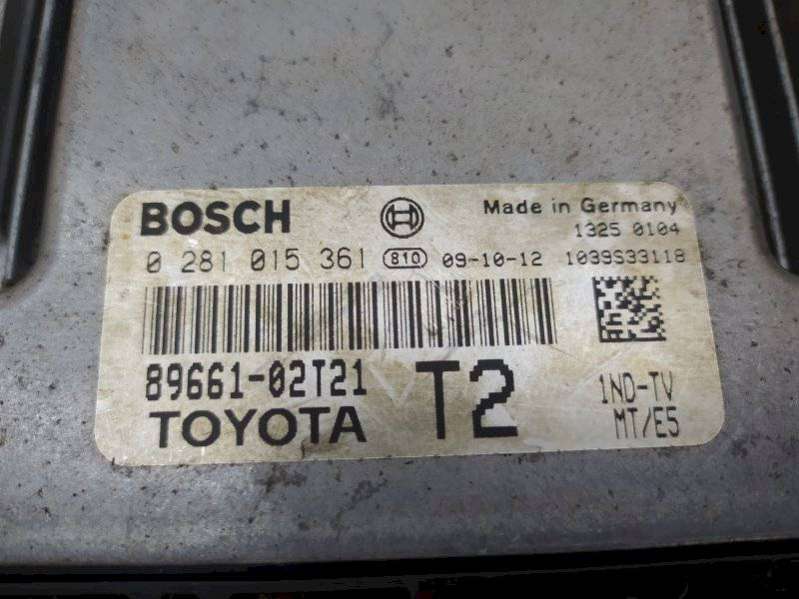 BOSCH Made in Germany
1325 0104
0 281 015 361 810 09-10-12 1039S33118
89661-02T21 T2 1ND-TV
TOYOTA MT/E5